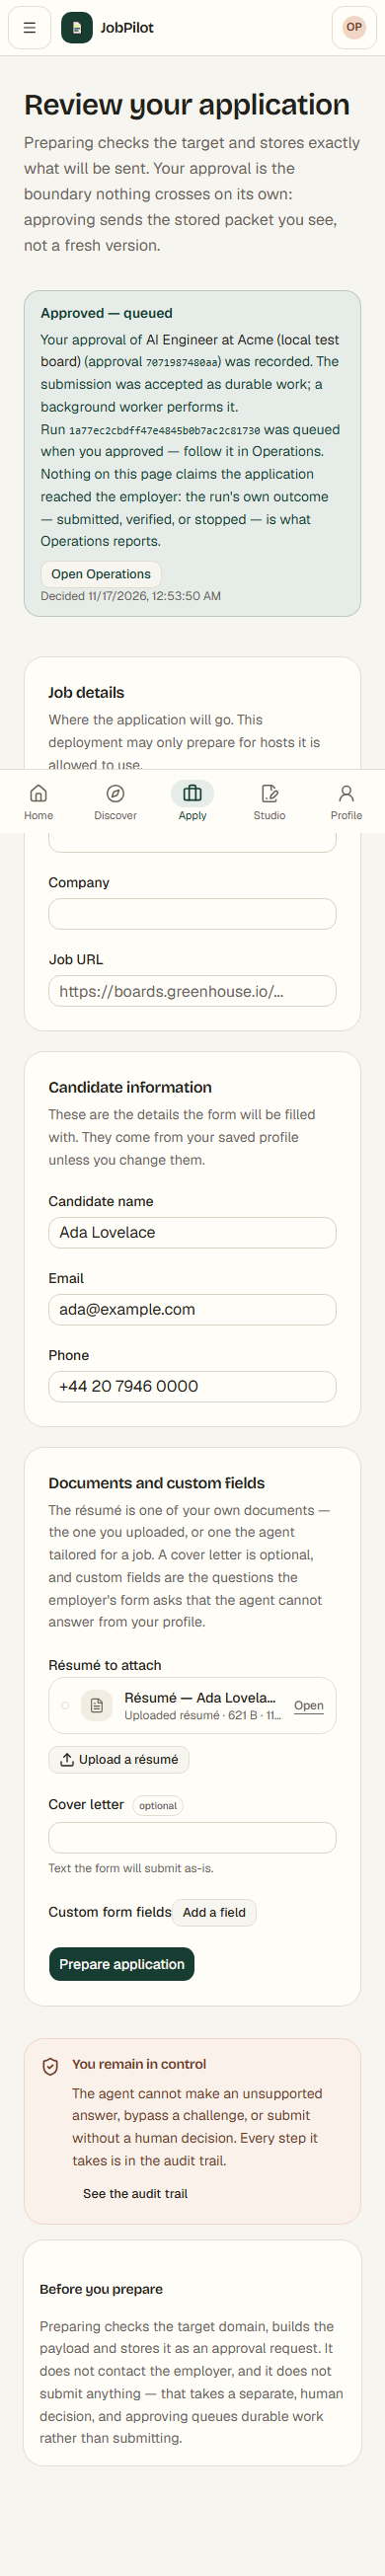 JobPilot
OP
Review your application
Preparing checks the target and stores exactly
what will be sent. Your approval is the
boundary nothing crosses on its own:
approving sends the stored packet you see,
not a fresh version.
Approved — queued
Your approval of AI Engineer at Acme (local test
board) (approval 7071987480aa) was recorded. The
submission was accepted as durable work; a
background worker performs it.
Run 1a77ec2cbdff47e4845b0b7ac2c81730 was queued
when you approved — follow it in Operations.
Nothing on this page claims the application
reached the employer: the run's own outcome
— submitted, verified, or stopped — is what
Operations reports.
Open Operations
Decided 11/17/2026, 12:53:50 AM
Job details
Where the application will go. This
deployment may only prepare for hosts it is
allowed to use.
Home
Discover
Apply
Studio
Profile
Company
Job URL
https://boards.greenhouse.io/...
Candidate information
These are the details the form will be filled
with. They come from your saved profile
unless you change them.
Candidate name
Ada Lovelace
Email
ada@example.com
Phone
+44 20 7946 0000
Documents and custom fields
The résumé is one of your own documents —
the one you uploaded, or one the agent
tailored for a job. A cover letter is optional,
and custom fields are the questions the
employer's form asks that the agent cannot
answer from your profile.
Résumé to attach
Résumé — Ada Lovela...
Uploaded résumé · 621 B · 11...
Open
Upload a résumé
Cover letter optional
Text the form will submit as-is.
Custom form fields
Add a field
Prepare application
You remain in control
The agent cannot make an unsupported
answer, bypass a challenge, or submit
without a human decision. Every step it
takes is in the audit trail.
See the audit trail
Before you prepare
Preparing checks the target domain, builds the
payload and stores it as an approval request. It
does not contact the employer, and it does not
submit anything — that takes a separate, human
decision, and approving queues durable work
rather than submitting.